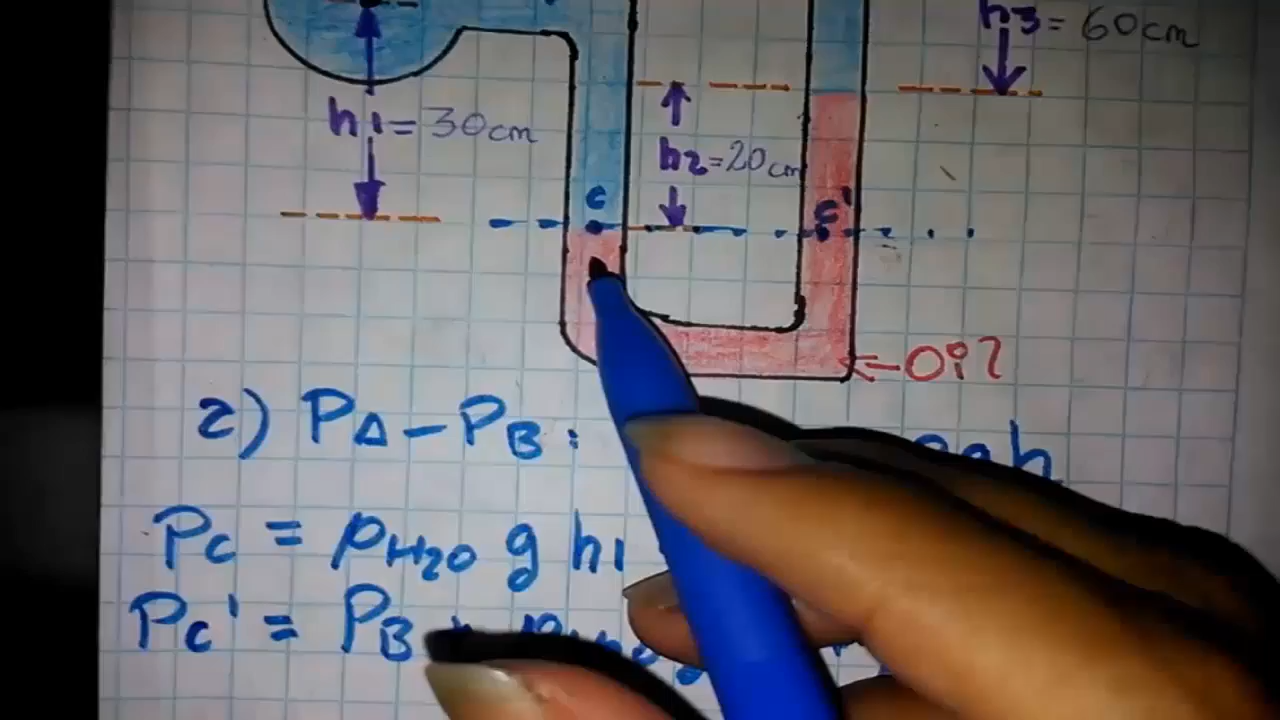 h3 = 60cm
h1 = 30cm
h2 = 20cm
c c'
←Oil
2) PA - PB:
Pc = ρH2O g h1
Pc' = PB